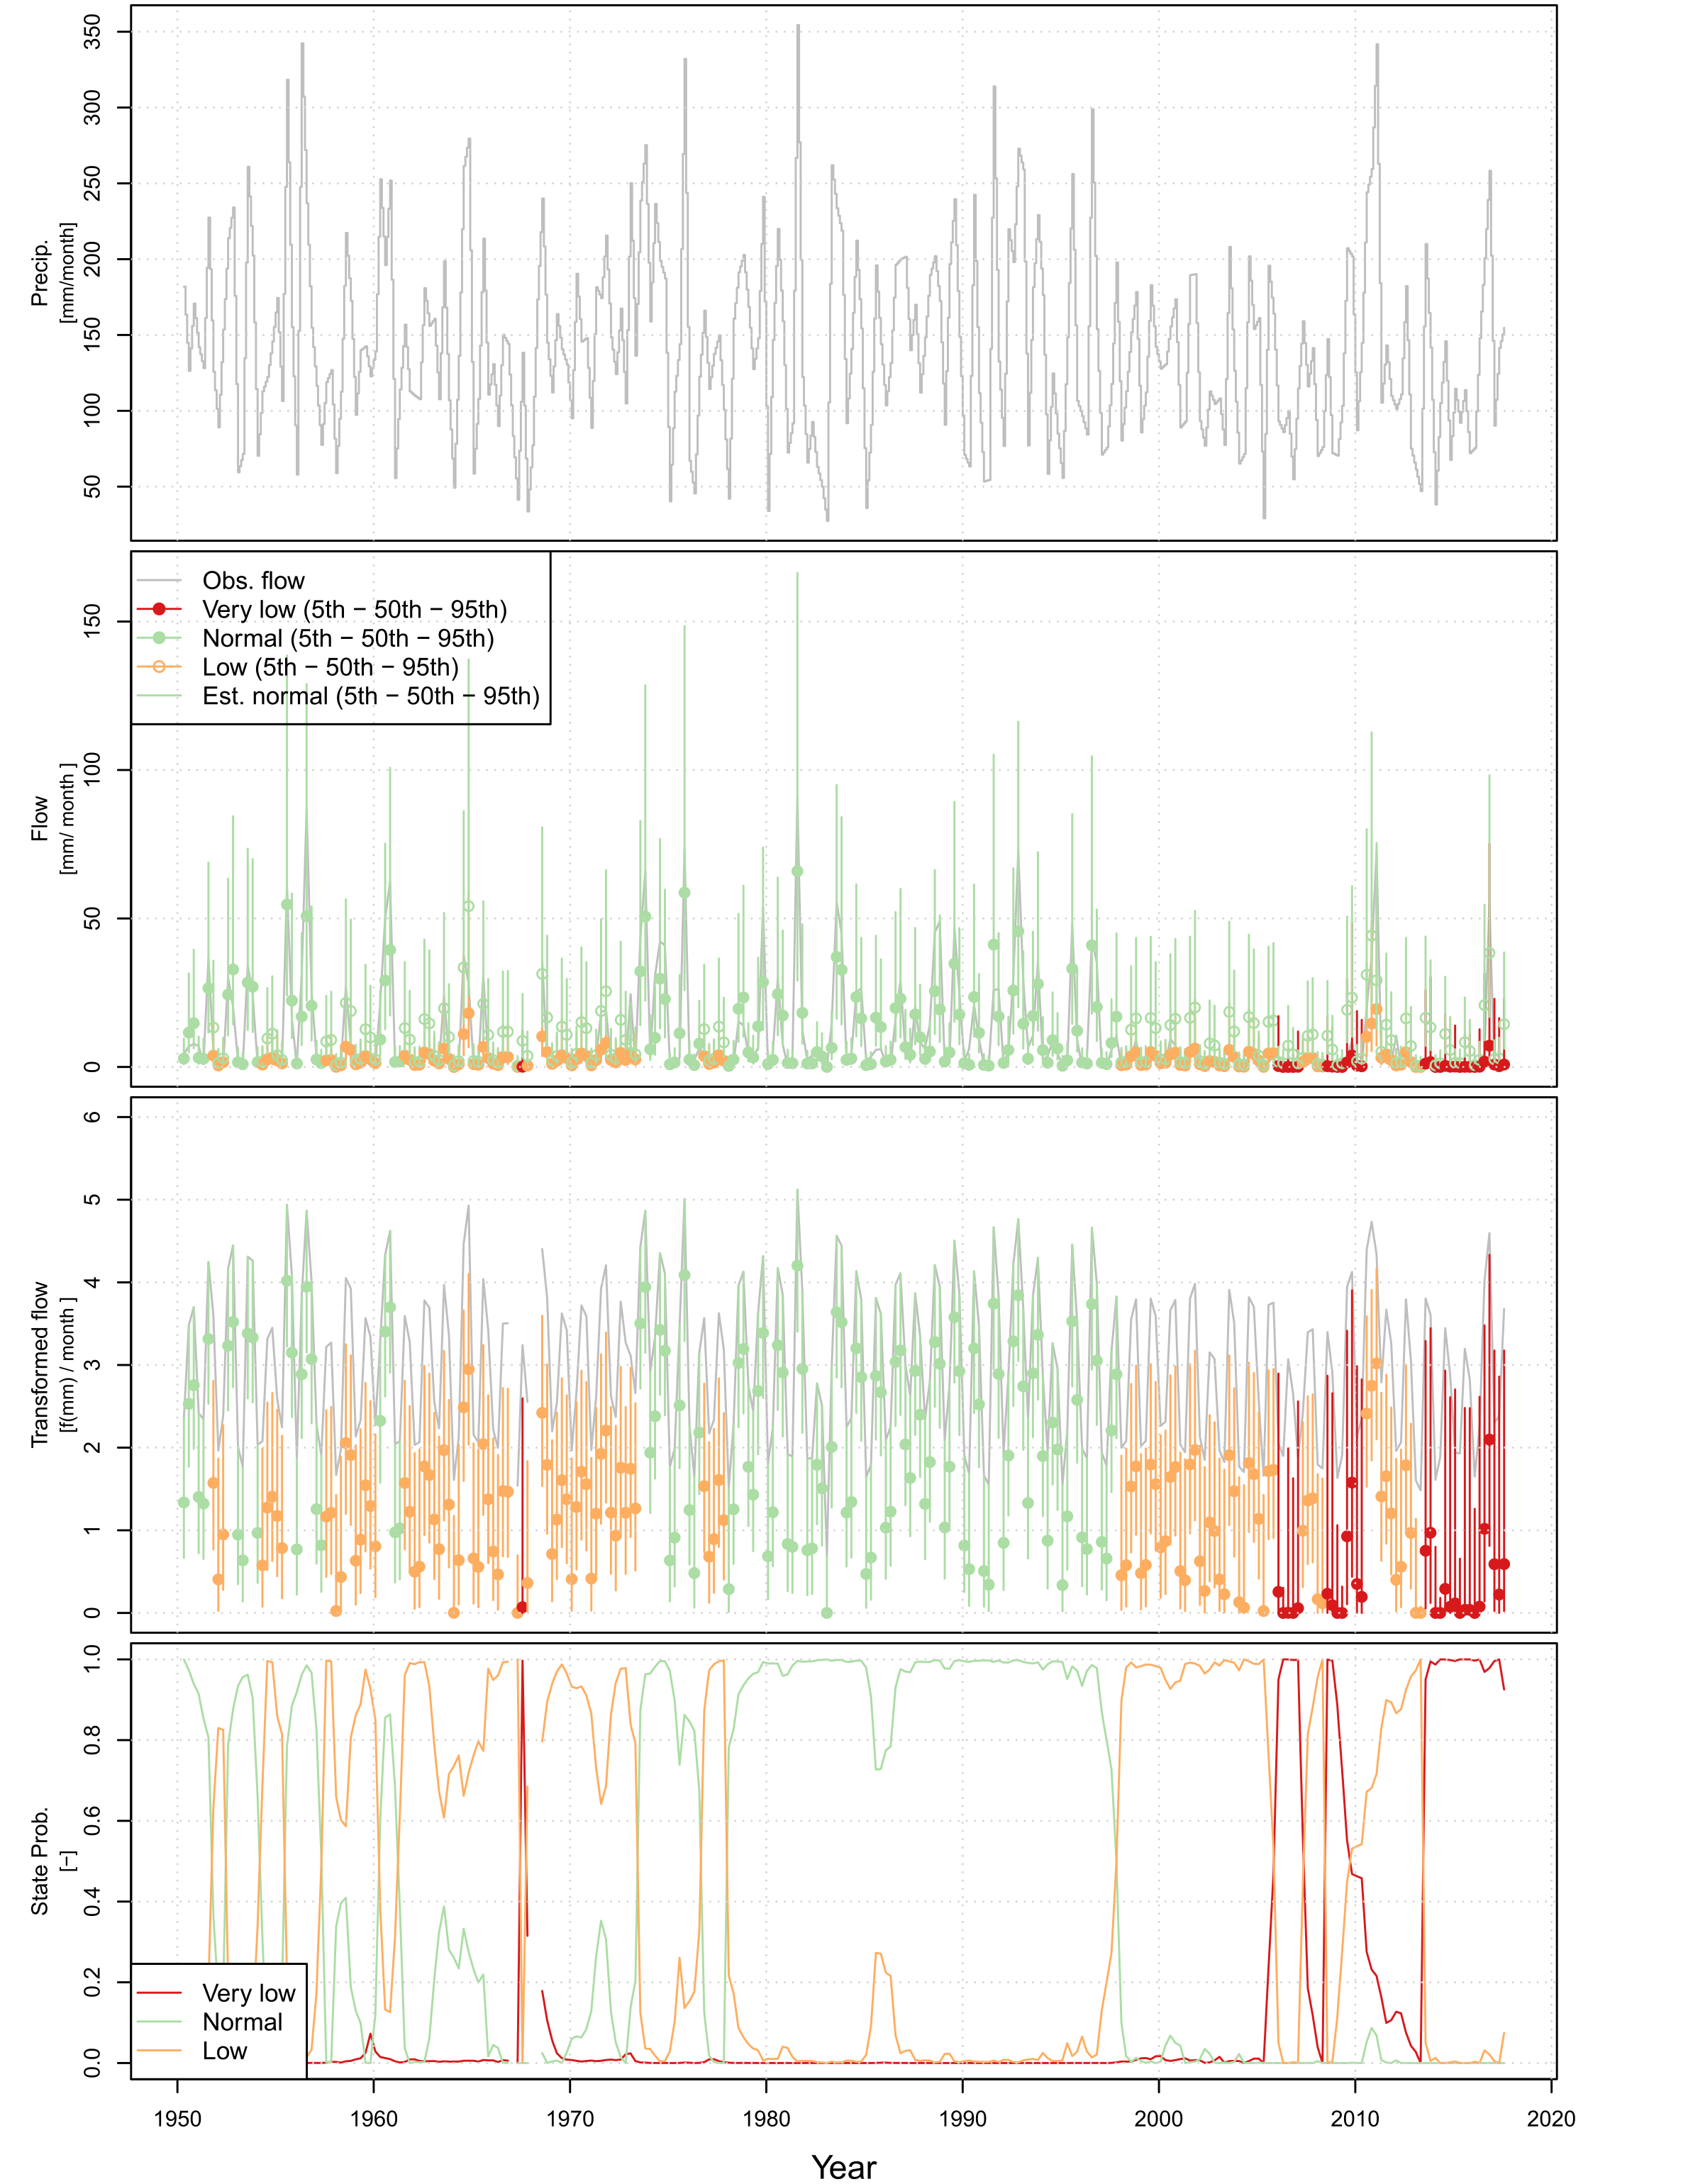 350
300
250
200
150
100
50
Precip.
[mm/month]
Obs. flow
Very low (5th − 50th − 95th)
Normal (5th − 50th − 95th)
Low (5th − 50th − 95th)
Est. normal (5th − 50th − 95th)
150
100
50
0
Flow
[mm/ month ]
6
5
4
3
2
1
0
Transformed flow
[f(mm) / month ]
1.0
0.8
0.6
0.4
0.2
0.0
State Prob.
[−]
Very low
Normal
Low
1950 1960 1970 1980 1990 2000 2010 2020
Year